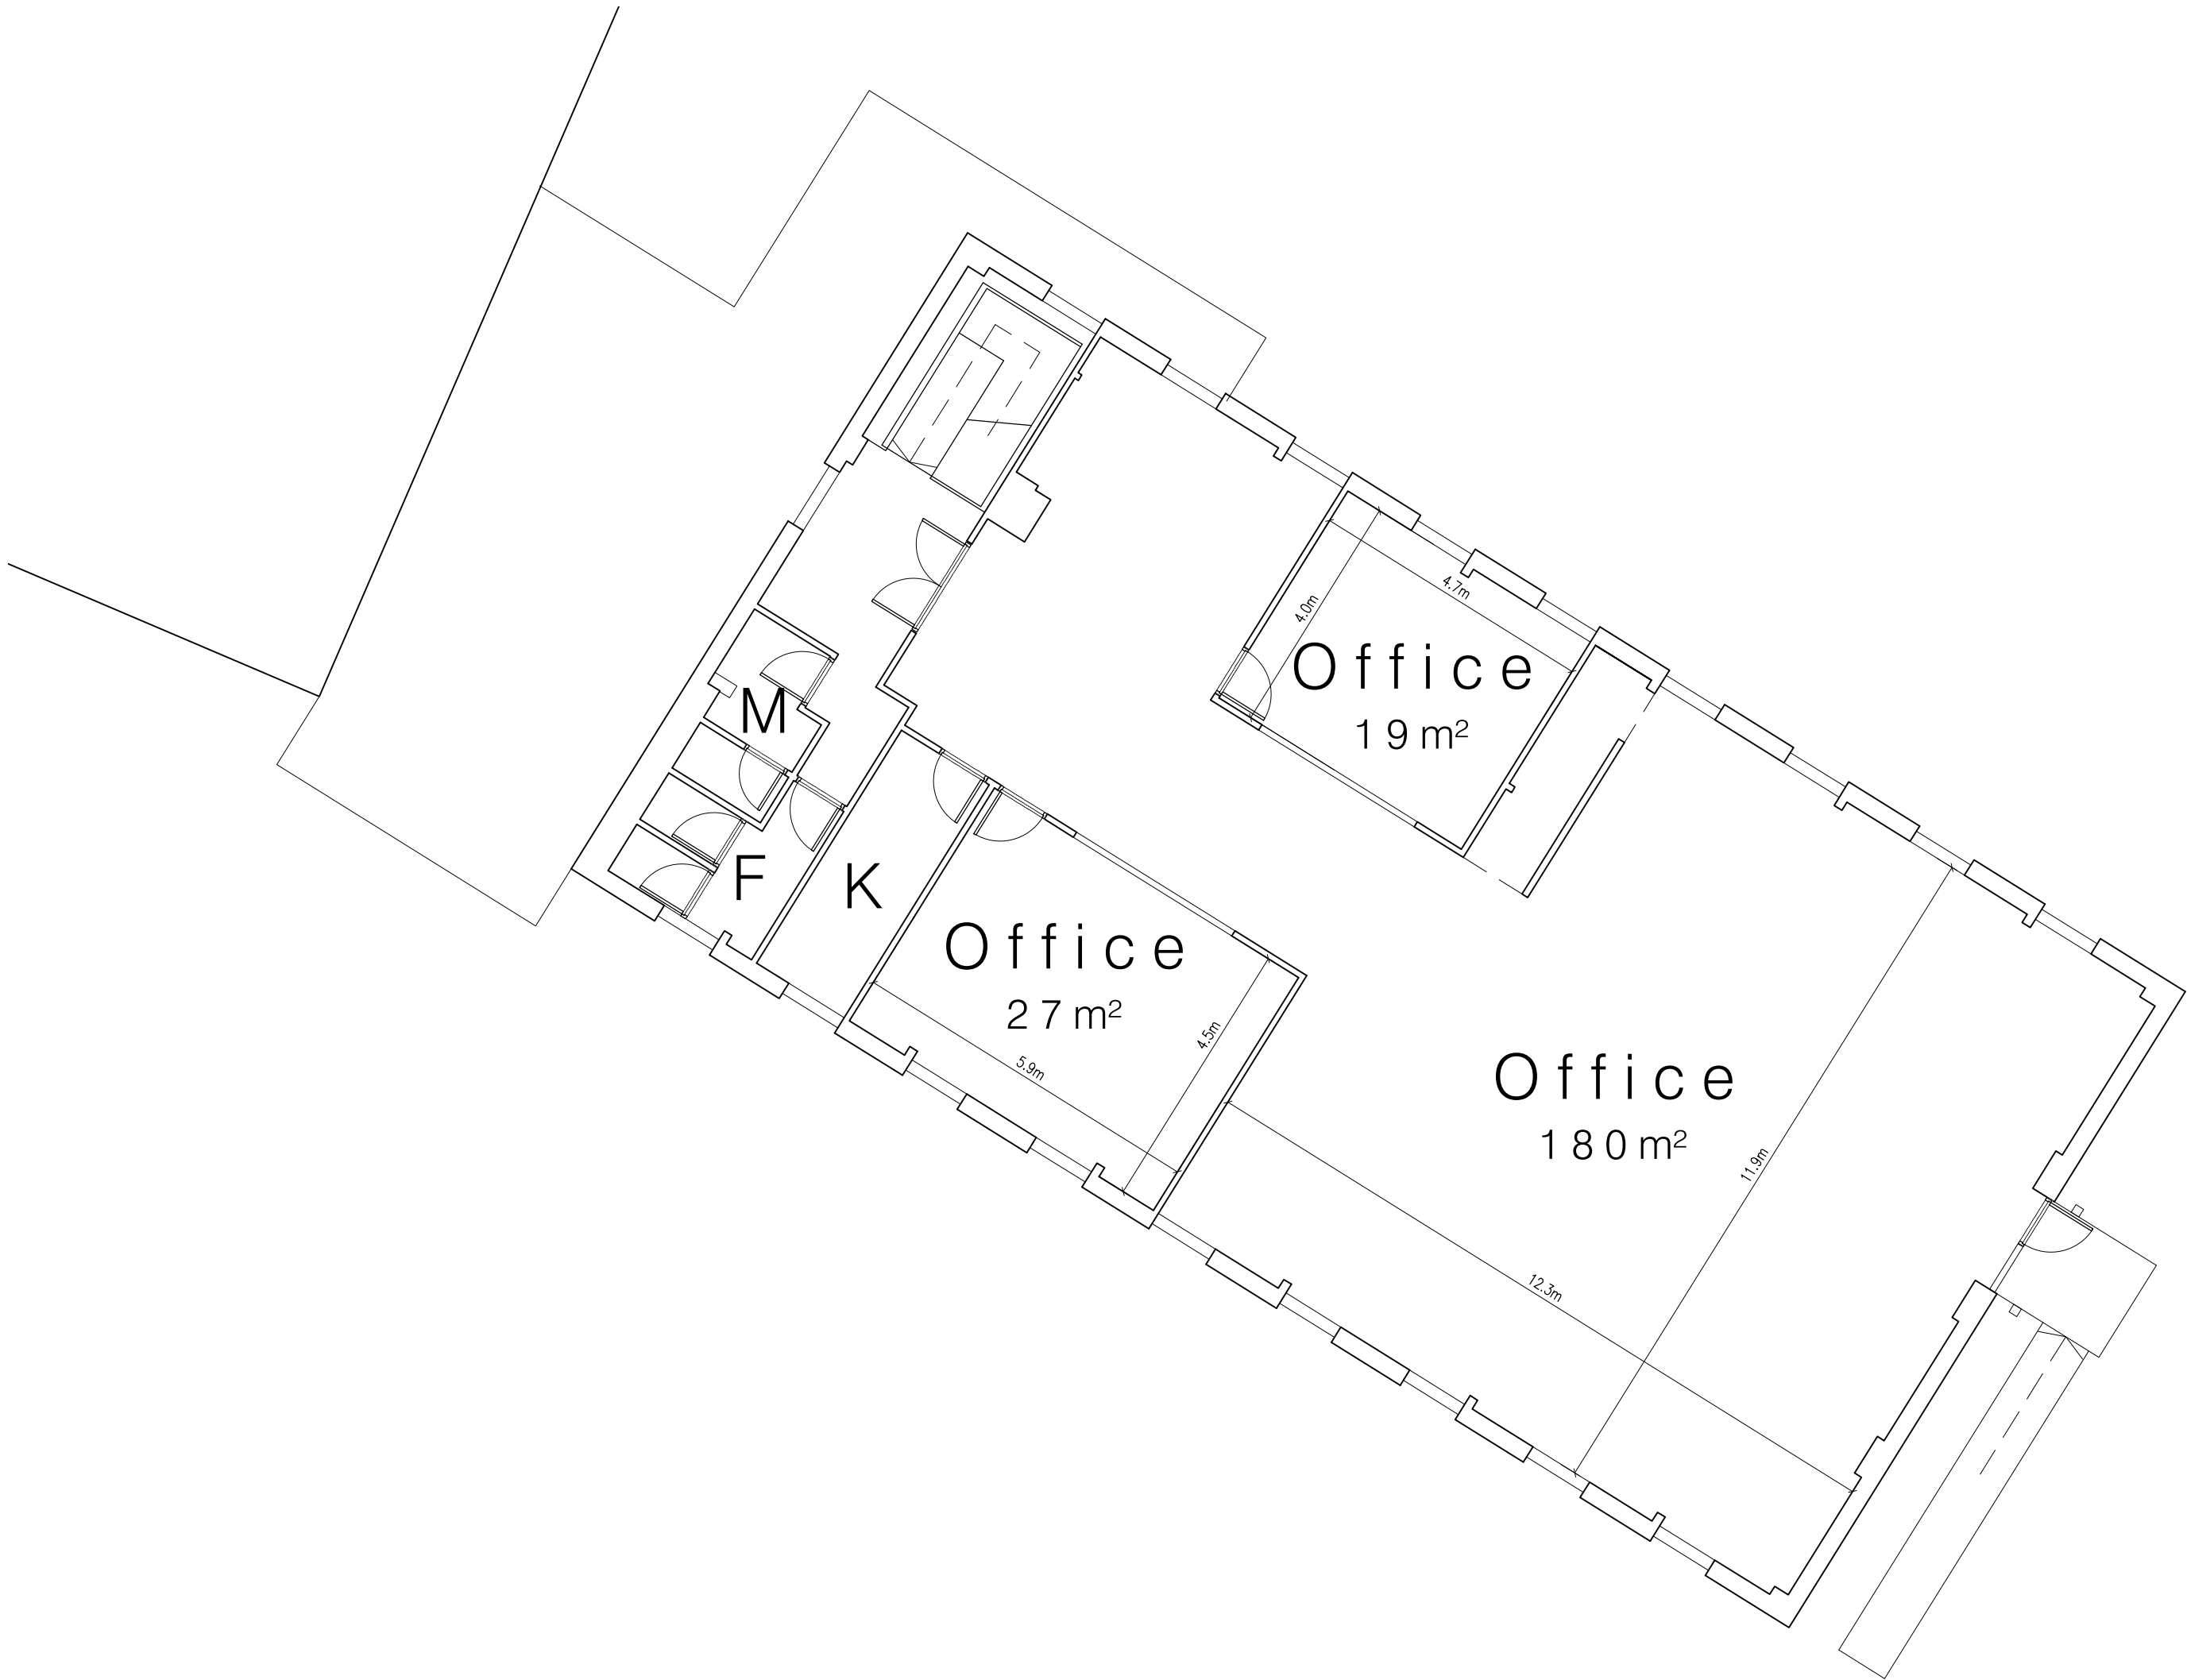 4.7m
4.0m
Office
19 m²
M
F
K
Office
27 m²
4.5m
5.9m
Office
180 m²
11.9m
12.3m